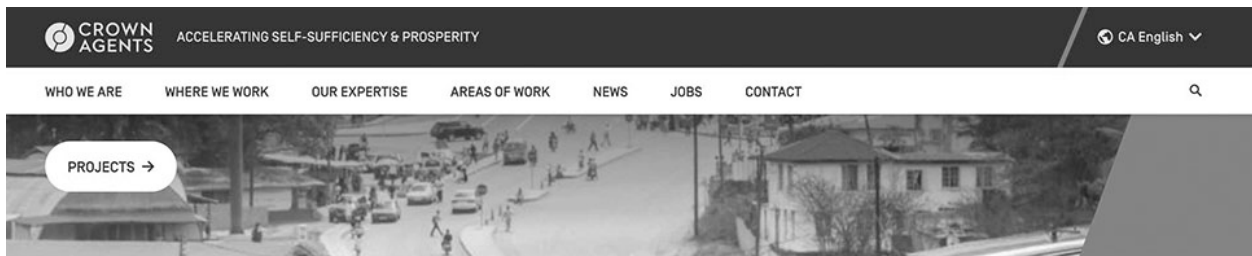 CROWN
AGENTS
ACCELERATING SELF-SUFFICIENCY & PROSPERITY
CA English
WHO WE ARE WHERE WE WORK OUR EXPERTISE AREAS OF WORK NEWS JOBS CONTACT
PROJECTS →